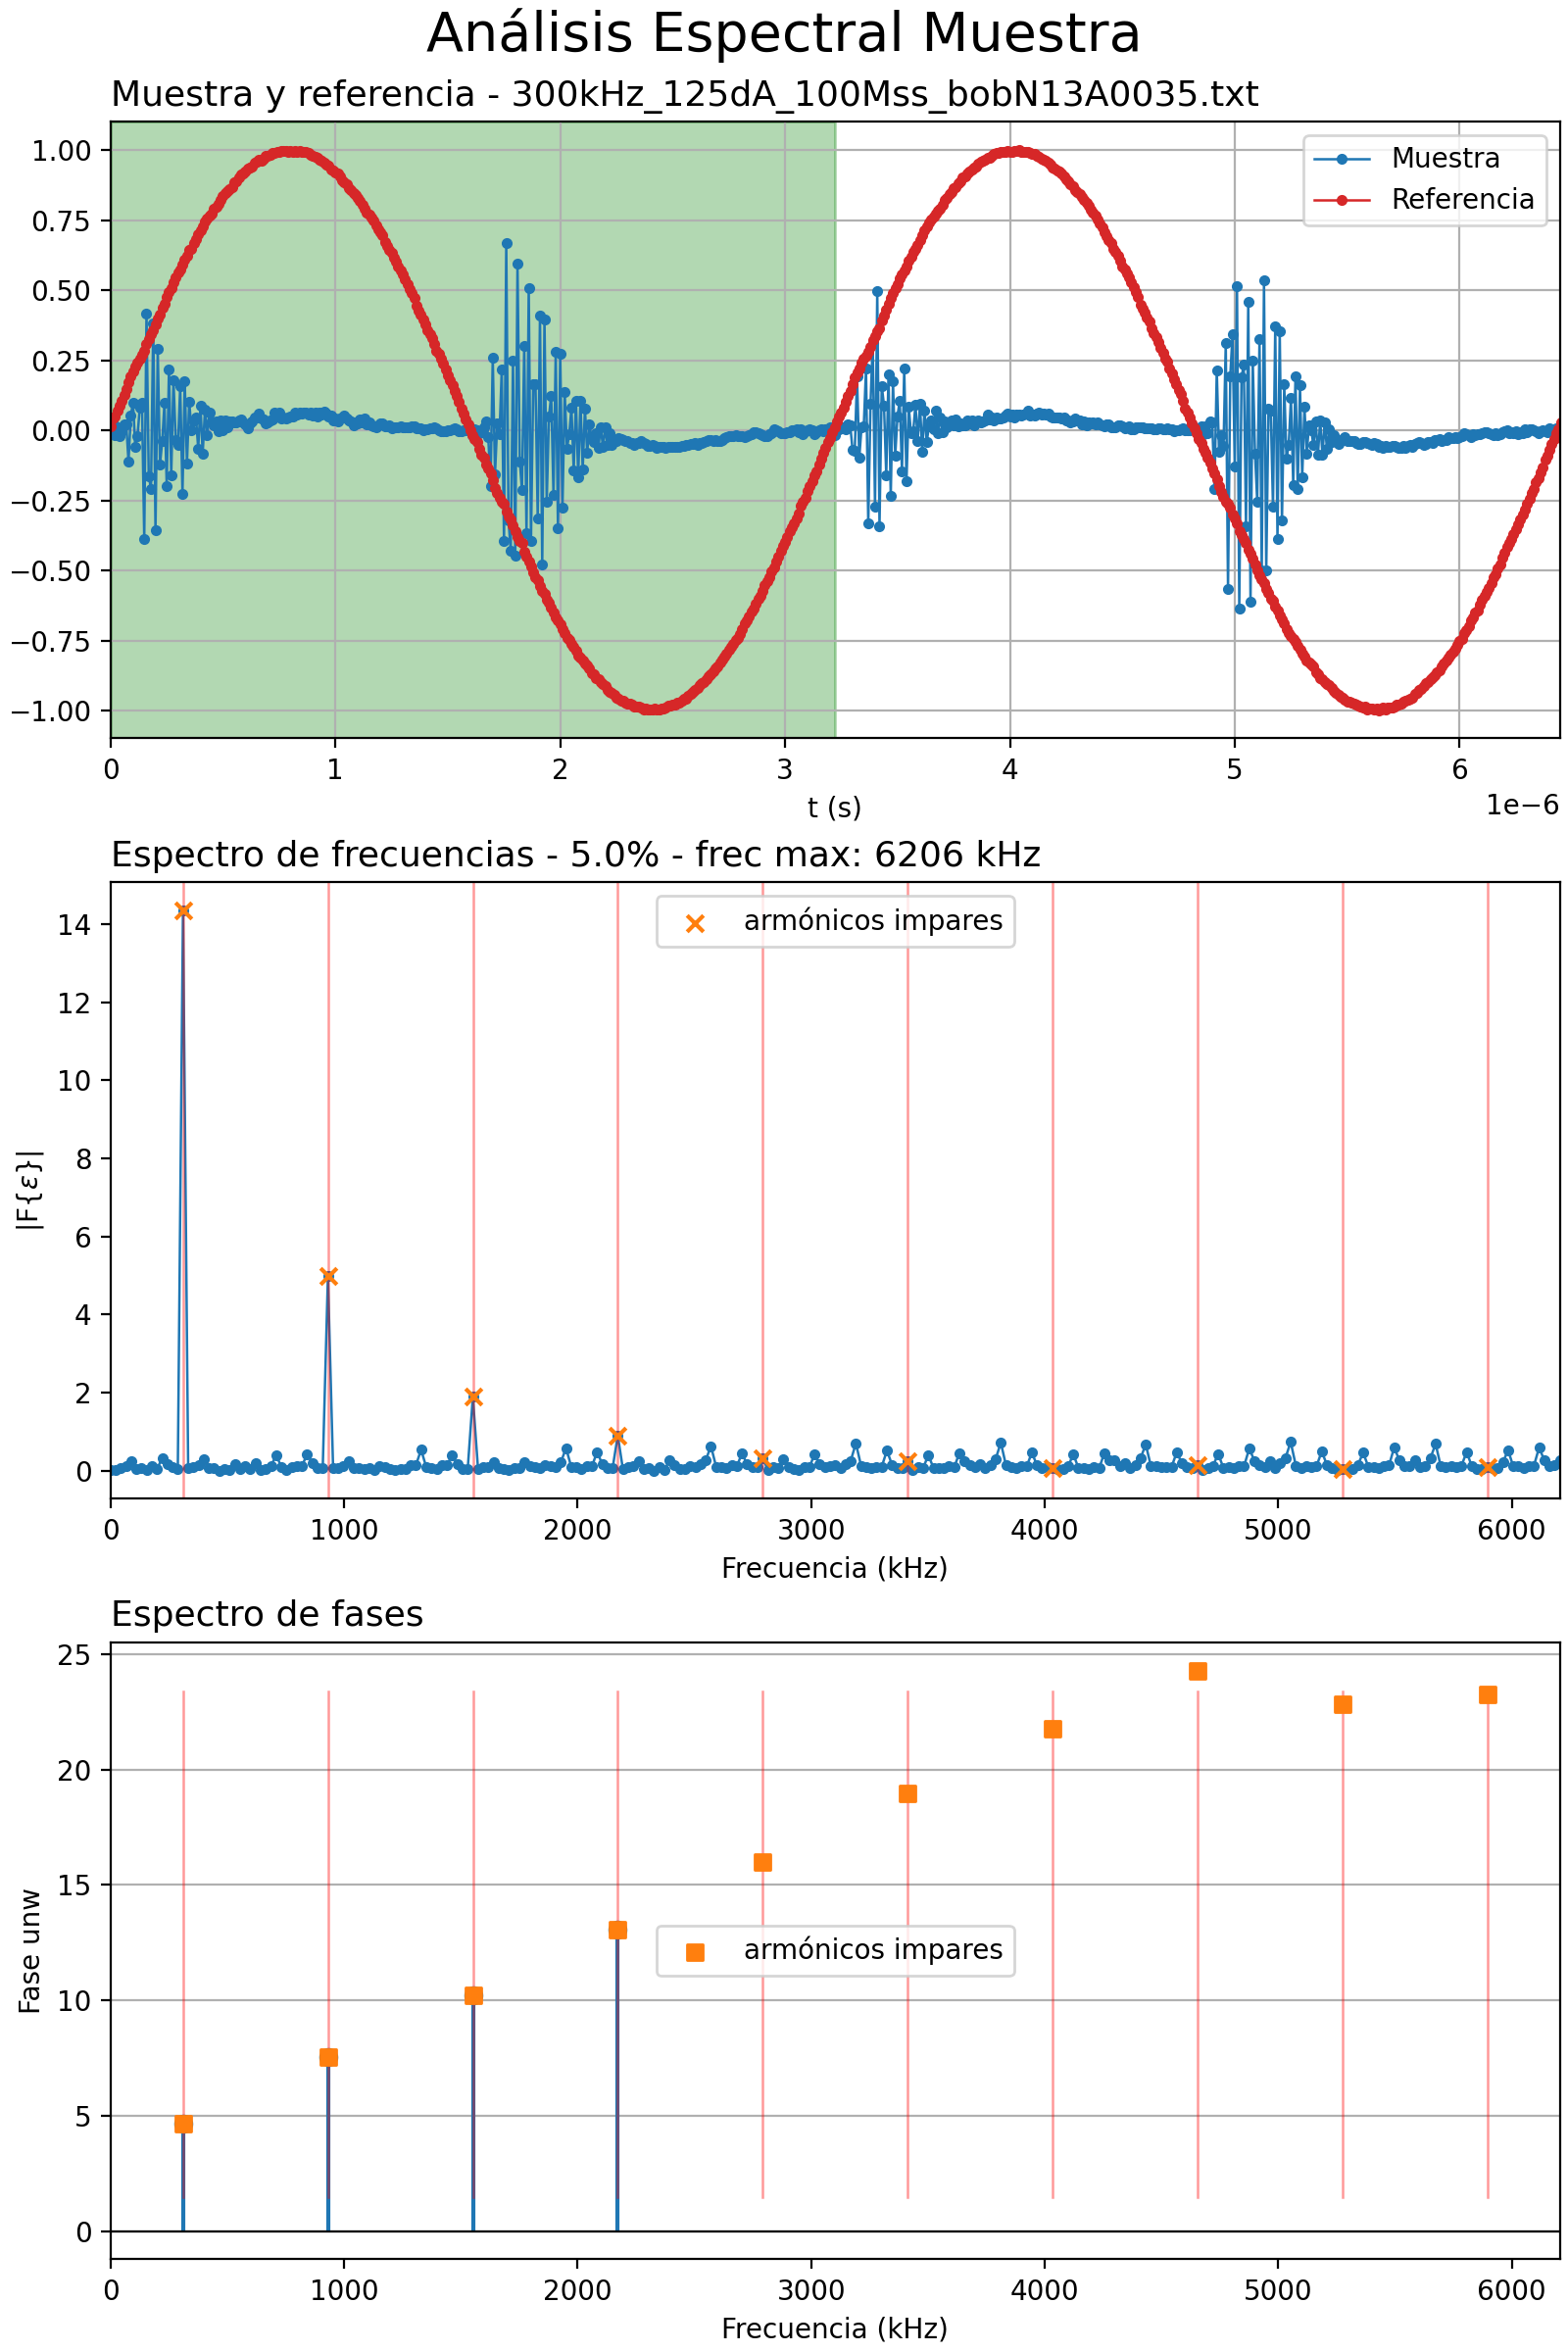 Análisis Espectral Muestra
Muestra y referencia - 300kHz_125dA_100Mss_bobN13A0035.txt
Muestra
Referencia
1.00
0.75
0.50
0.25
0.00
−0.25
−0.50
−0.75
−1.00
0 1 2 3 4 5 6
1e−6
t (s)
Espectro de frecuencias - 5.0% - frec max: 6206 kHz
armónicos impares
|F{ε}|
14
12
10
8
6
4
2
0
0 1000 2000 3000 4000 5000 6000
Frecuencia (kHz)
Espectro de fases
armónicos impares
Fase unw
25
20
15
10
5
0
0 1000 2000 3000 4000 5000 6000
Frecuencia (kHz)